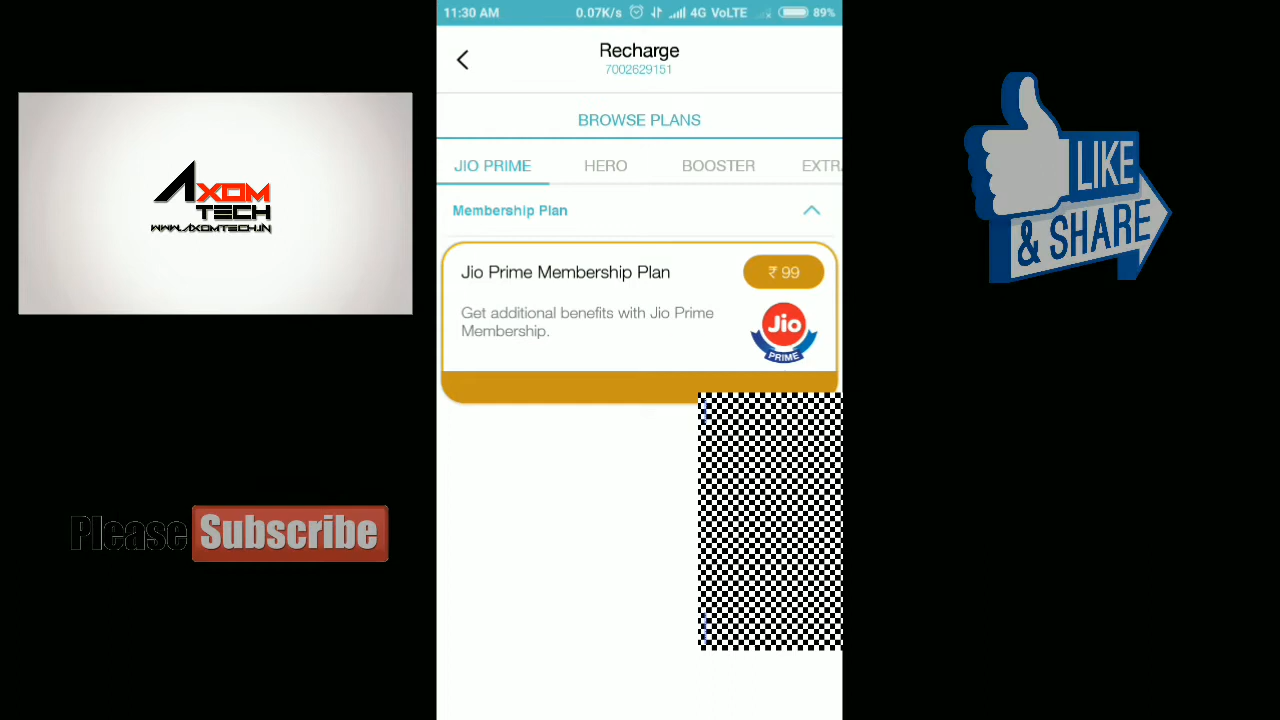 11:30 AM 0.07K/s 4G VoLTE 89%
Recharge
7002629151
BROWSE PLANS
JIO PRIME HERO BOOSTER EXTR
Membership Plan
Jio Prime Membership Plan ₹ 99
Get additional benefits with Jio Prime
Membership.
Jio
PRIME
AXOM
TECH
WWW.AXOMTECH.IN
Please Subscribe
LIKE
& SHARE